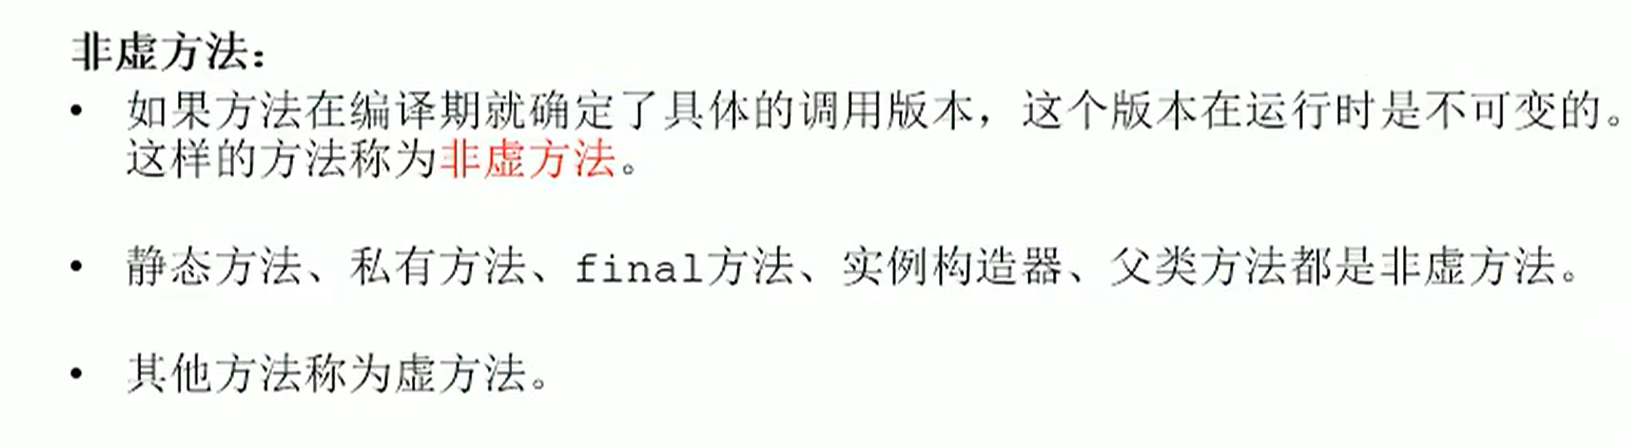 非虚方法：
• 如果方法在编译期就确定了具体的调用版本，这个版本在运行时是不可变的。
这样的方法称为非虚方法。
• 静态方法、私有方法、final方法、实例构造器、父类方法都是非虚方法。
• 其他方法称为虚方法。